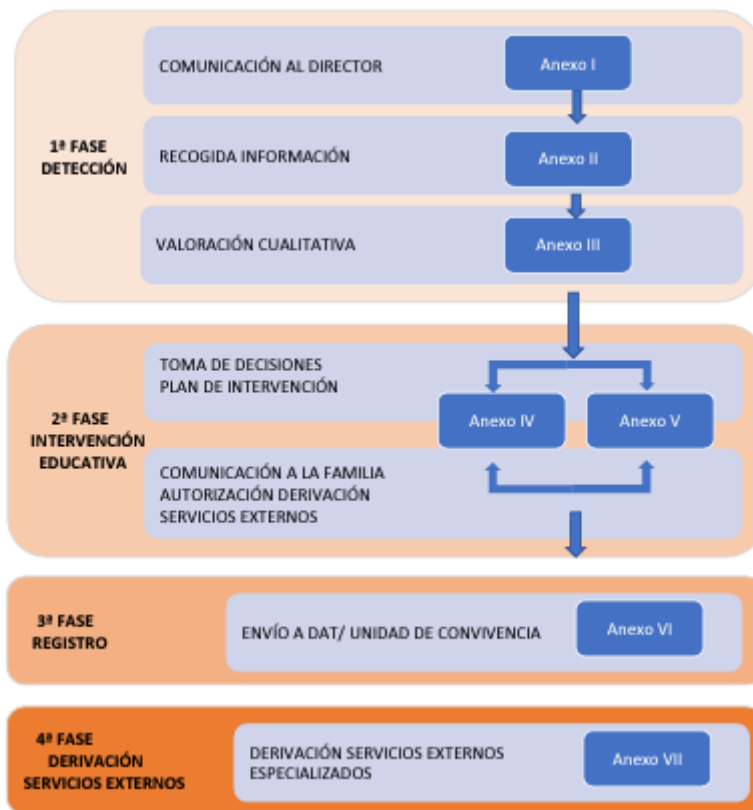 1ª FASE
DETECCIÓN
COMUNICACIÓN AL DIRECTOR
Anexo I
RECOGIDA INFORMACIÓN
Anexo II
VALORACIÓN CUALITATIVA
Anexo III
2ª FASE
INTERVENCIÓN
EDUCATIVA
TOMA DE DECISIONES
PLAN DE INTERVENCIÓN
Anexo IV
Anexo V
COMUNICACIÓN A LA FAMILIA
AUTORIZACIÓN DERIVACIÓN
SERVICIOS EXTERNOS
3ª FASE
REGISTRO
ENVÍO A DAT/ UNIDAD DE CONVIVENCIA
Anexo VI
4ª FASE
DERIVACIÓN
SERVICIOS EXTERNOS
DERIVACIÓN SERVICIOS EXTERNOS
ESPECIALIZADOS
Anexo VII